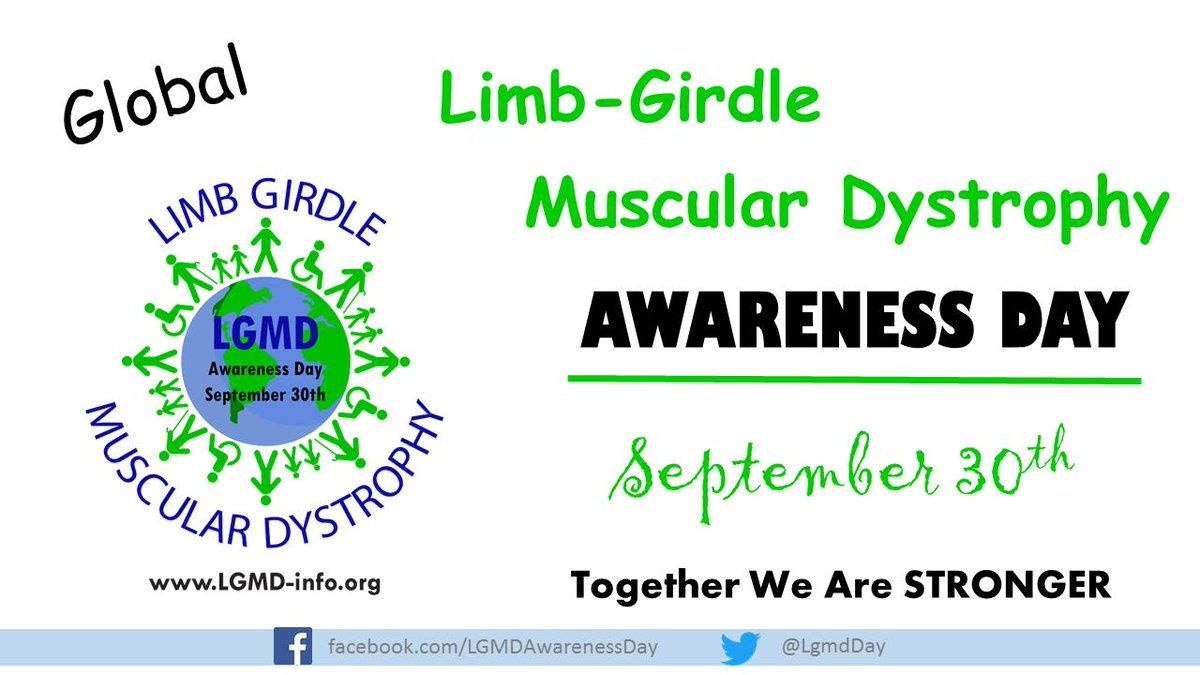 Global
Limb-Girdle
Muscular Dystrophy
AWARENESS DAY
September 30th
Together We Are STRONGER
LIMB GIRDLE
LGMD
Awareness Day
September 30th
MUSCULAR DYSTROPHY
www.LGMD-info.org
facebook.com/LGMDAwarenessDay
@LgmdDay